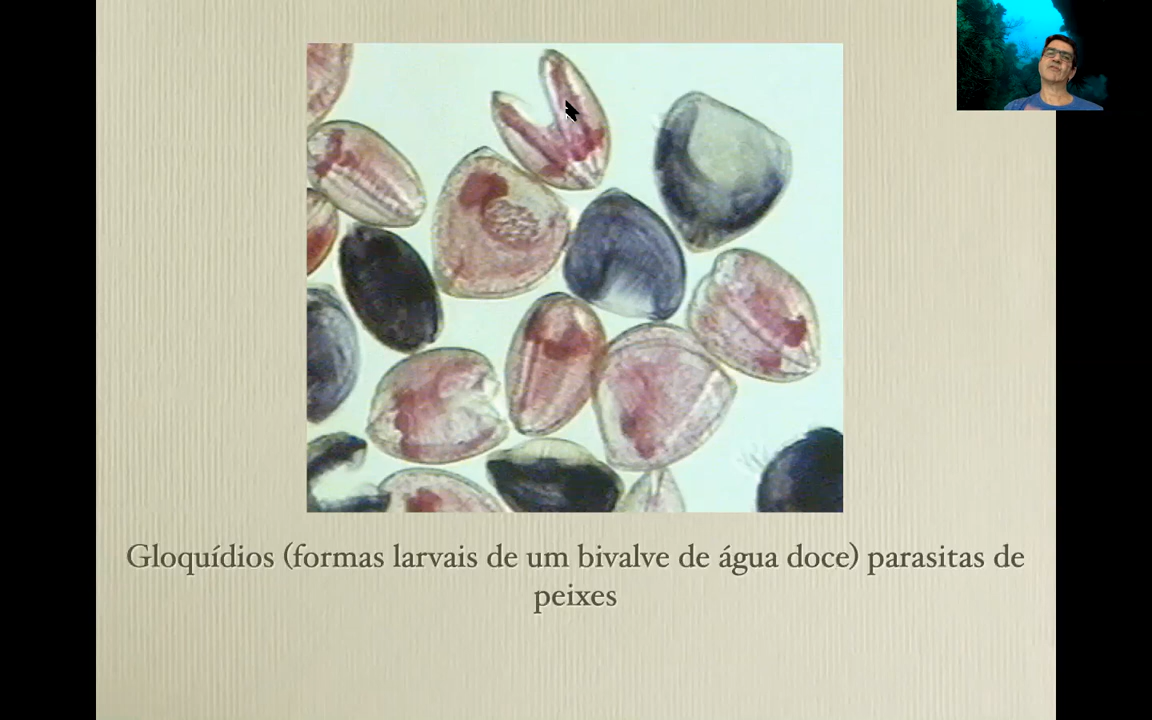 Gloquídios (formas larvais de um bivalve de água doce) parasitas de
peixes